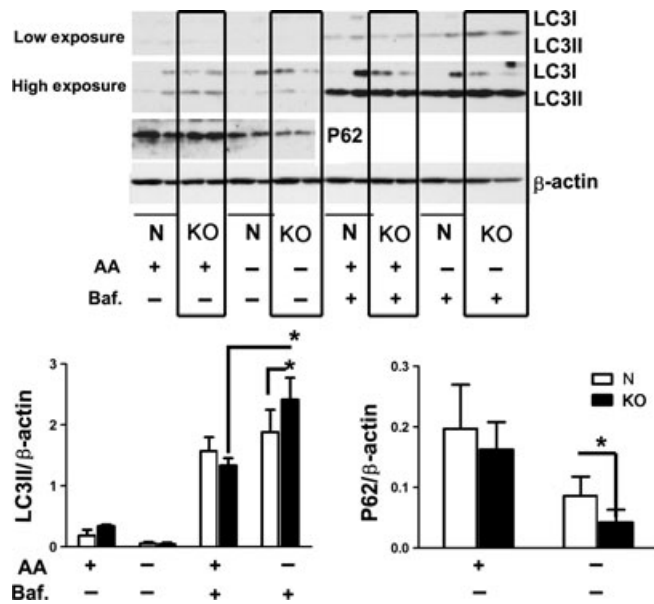 LC3I
Low exposure
LC3II
LC3I
High exposure
LC3II
P62
β-actin
N KO N KO N KO N KO
AA + + − − + + − −
Baf. − − − − + + + +
LC3II/β-actin
3
2
1
0
* *
AA + − + −
Baf. − − + +
P62/β-actin
0.3
0.2
0.1
0.0
N
KO
*
+ −
− −